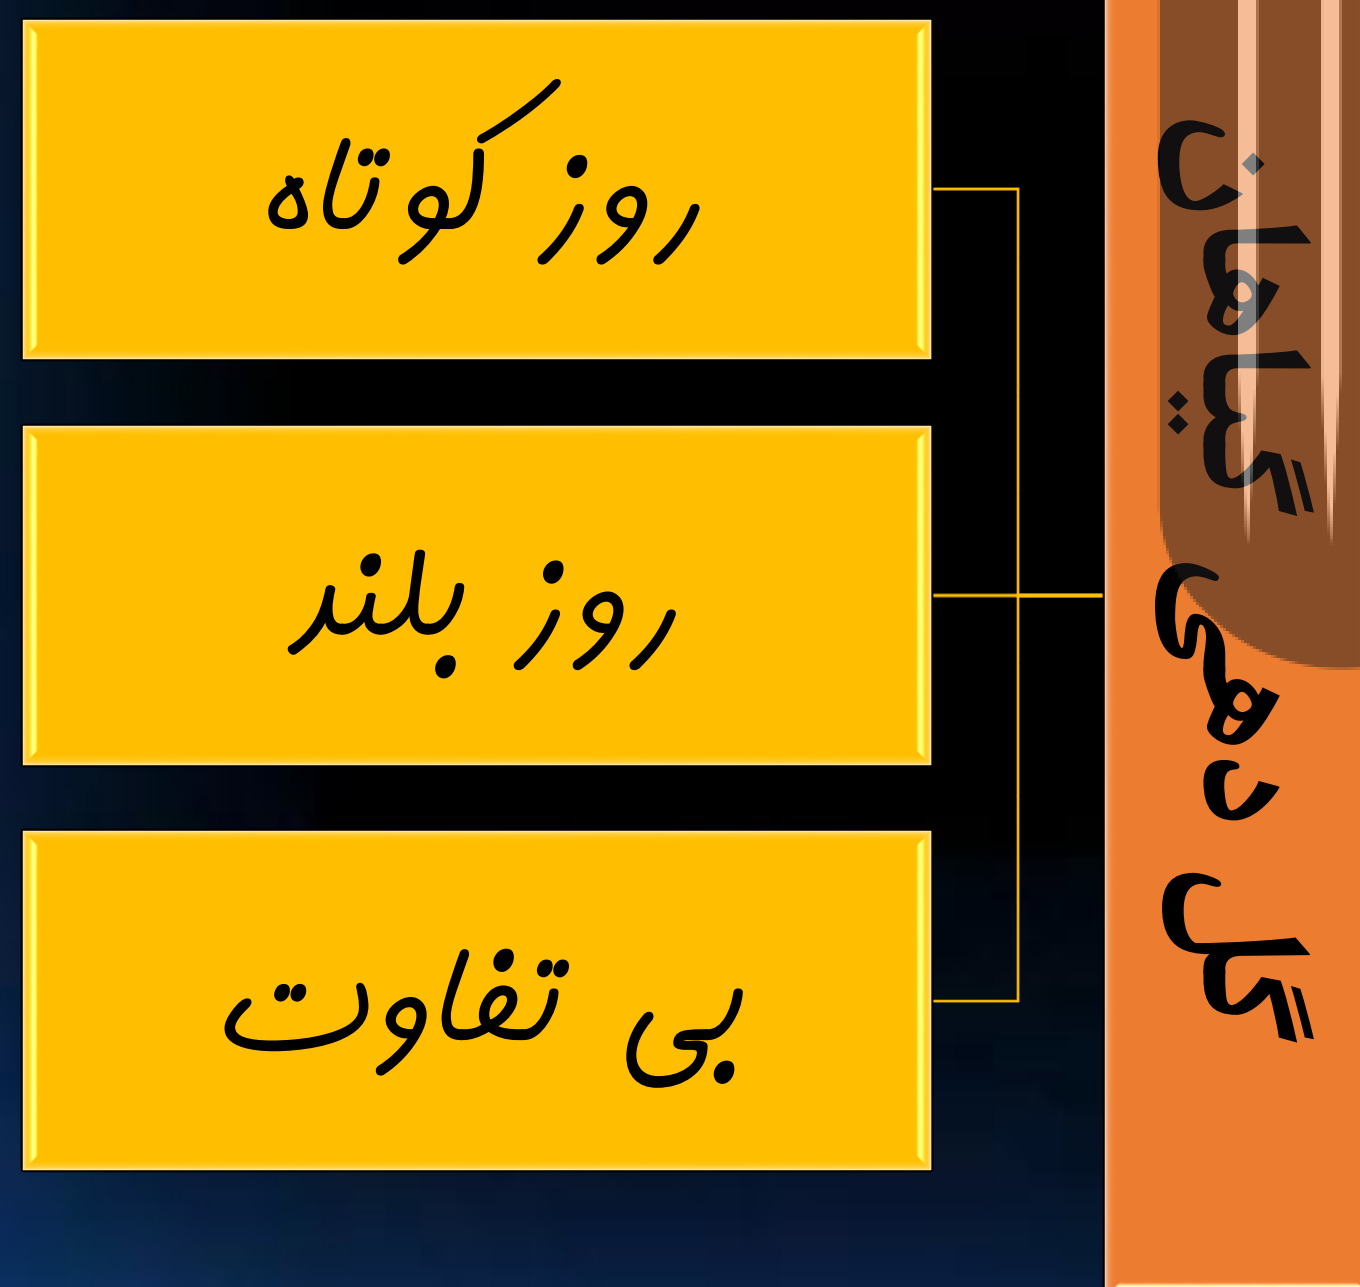 گل دهی گیاهان
روز کوتاه
روز بلند
بی تفاوت